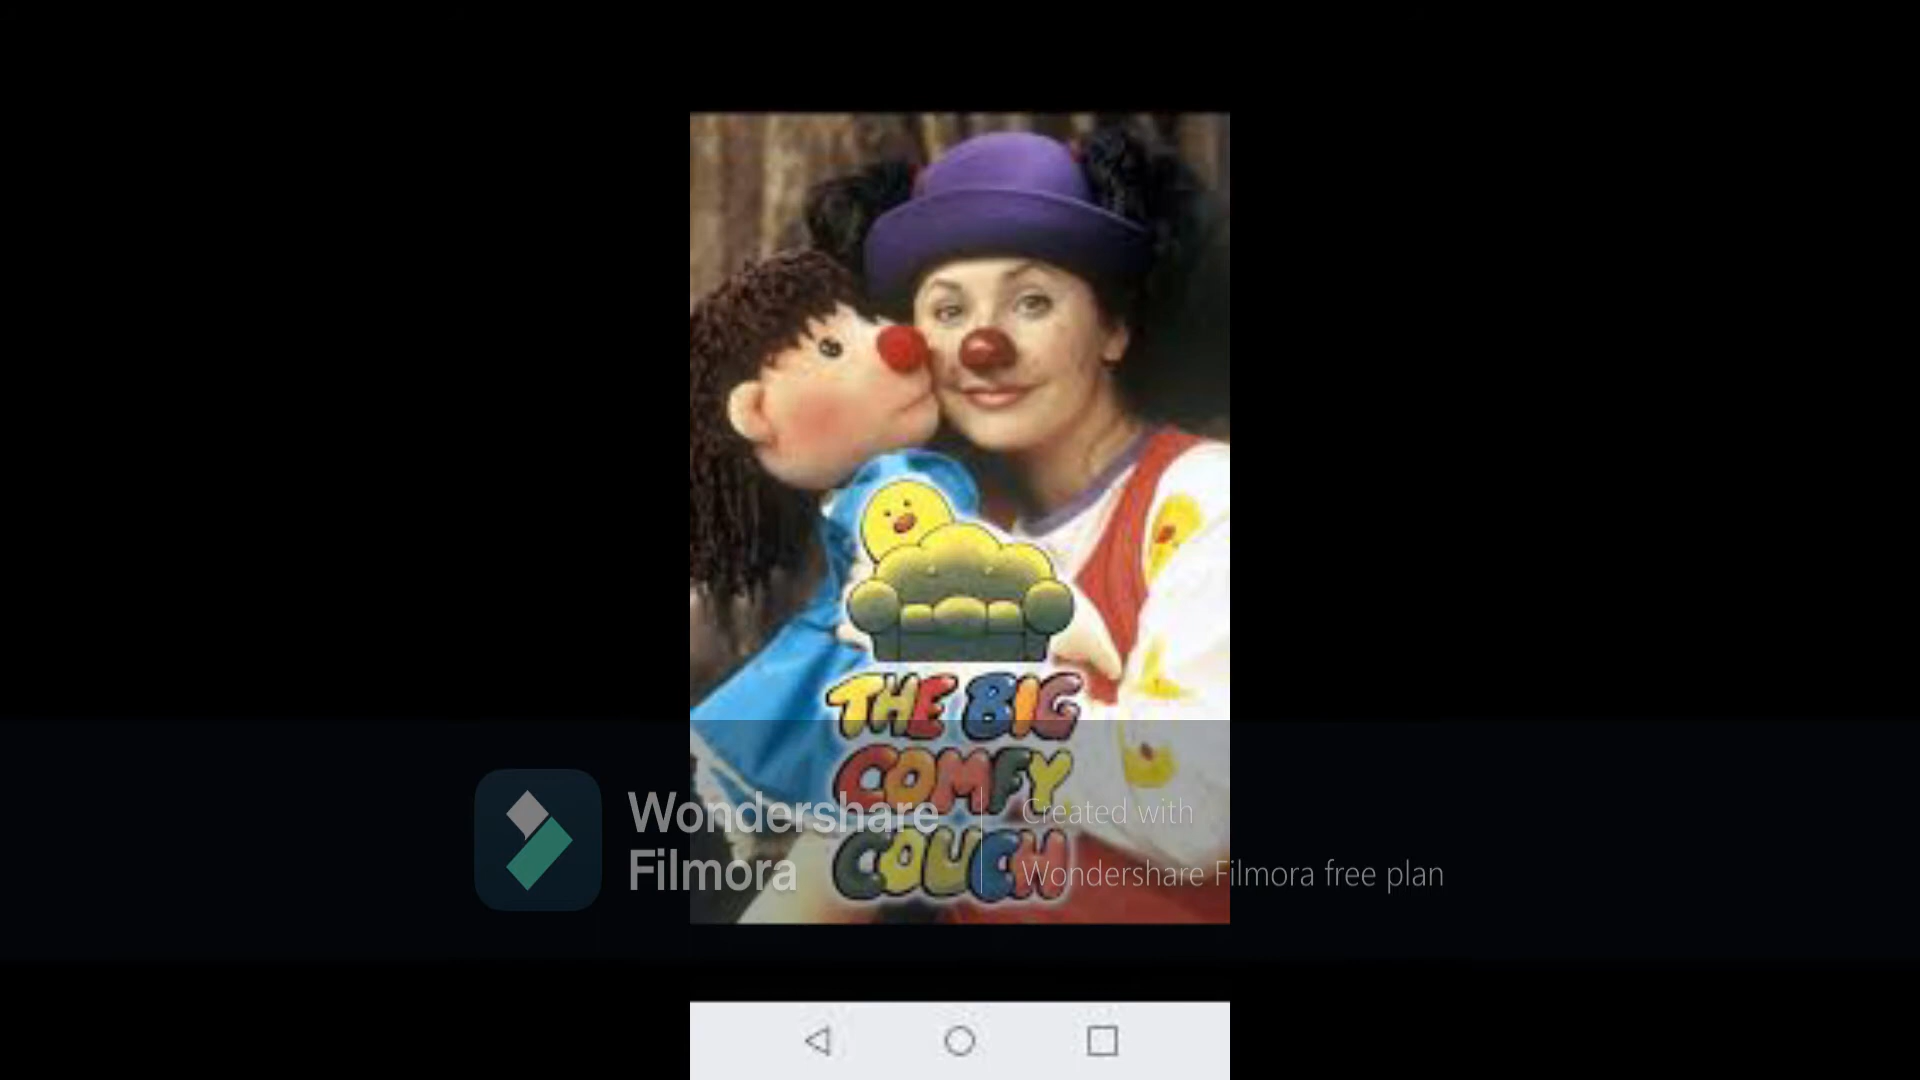 THE BIG
COMFY
COUCH
Wondershare
Filmora
Created with
Wondershare Filmora free plan